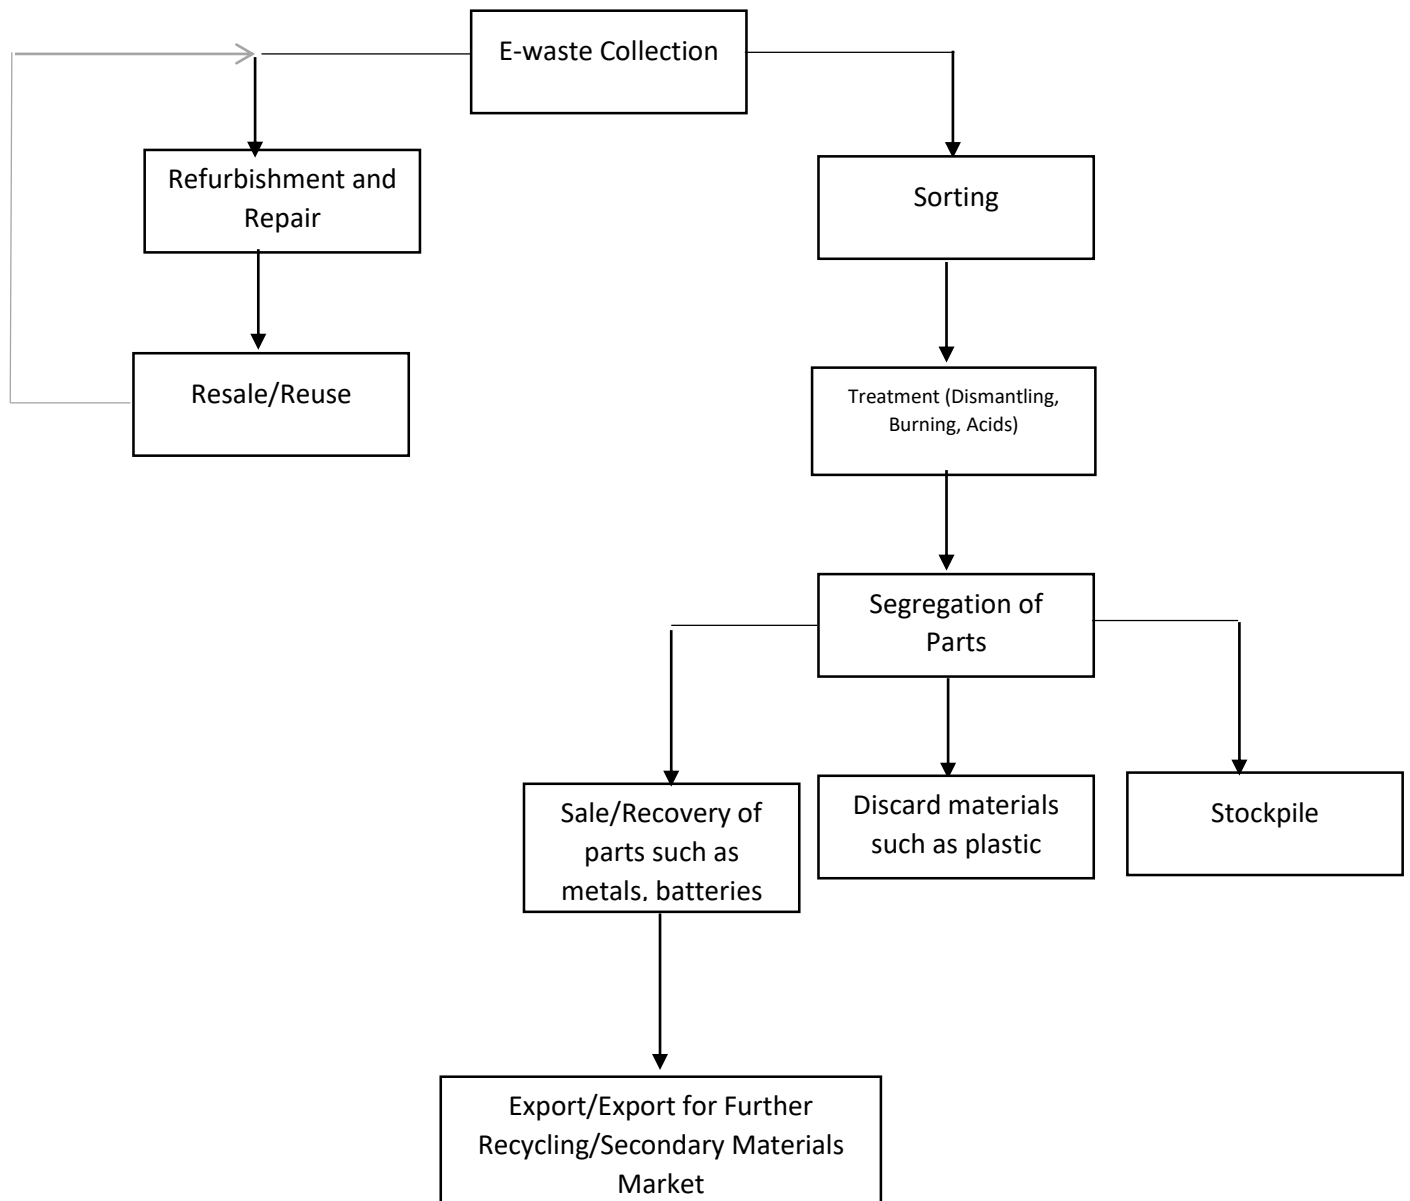 E-waste Collection
Refurbishment and
Repair
Sorting
Resale/Reuse
Treatment (Dismantling,
Burning, Acids)
Segregation of
Parts
Sale/Recovery of
parts such as
metals, batteries
Discard materials
such as plastic
Stockpile
Export/Export for Further
Recycling/Secondary Materials
Market